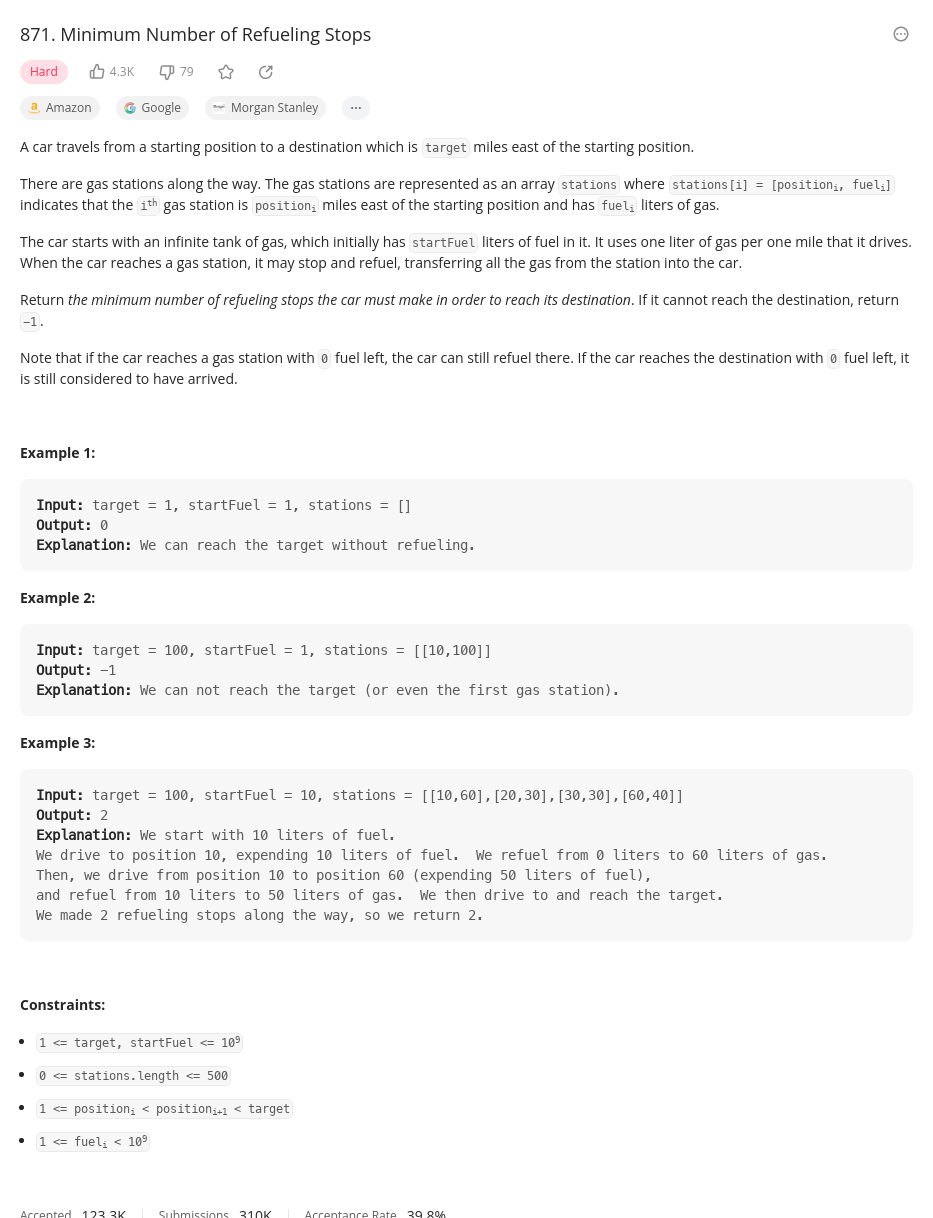 871. Minimum Number of Refueling Stops
Hard 4.3K 79
Amazon Google Morgan Stanley ...
A car travels from a starting position to a destination which is target miles east of the starting position.
There are gas stations along the way. The gas stations are represented as an array stations where stations[i] = [positioni, fueli]
indicates that the ith gas station is positioni miles east of the starting position and has fueli liters of gas.
The car starts with an infinite tank of gas, which initially has startFuel liters of fuel in it. It uses one liter of gas per one mile that it drives.
When the car reaches a gas station, it may stop and refuel, transferring all the gas from the station into the car.
Return the minimum number of refueling stops the car must make in order to reach its destination. If it cannot reach the destination, return
-1.
Note that if the car reaches a gas station with 0 fuel left, the car can still refuel there. If the car reaches the destination with 0 fuel left, it
is still considered to have arrived.
Example 1:
Input: target = 1, startFuel = 1, stations = []
Output: 0
Explanation: We can reach the target without refueling.
Example 2:
Input: target = 100, startFuel = 1, stations = [[10,100]]
Output: -1
Explanation: We can not reach the target (or even the first gas station).
Example 3:
Input: target = 100, startFuel = 10, stations = [[10,60],[20,30],[30,30],[60,40]]
Output: 2
Explanation: We start with 10 liters of fuel.
We drive to position 10, expending 10 liters of fuel.  We refuel from 0 liters to 60 liters of gas.
Then, we drive from position 10 to position 60 (expending 50 liters of fuel),
and refuel from 10 liters to 50 liters of gas.  We then drive to and reach the target.
We made 2 refueling stops along the way, so we return 2.
Constraints:
• 1 <= target, startFuel <= 10^9
• 0 <= stations.length <= 500
• 1 <= positioni < positioni+1 < target
• 1 <= fueli < 10^9
Accepted 123.3K Submissions 310K Acceptance Rate 39.8%